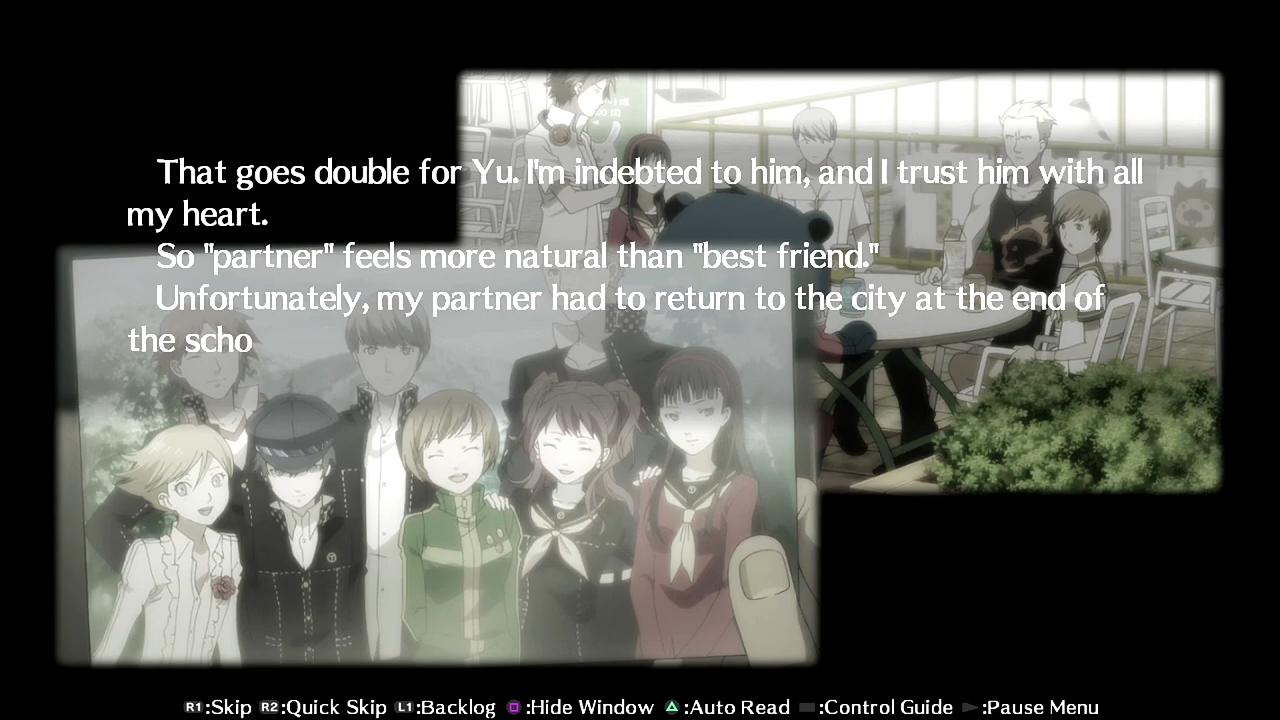 That goes double for Yu. I'm indebted to him, and I trust him with all
my heart.
So "partner" feels more natural than "best friend."
Unfortunately, my partner had to return to the city at the end of
the scho
R1:Skip R2:Quick Skip L1:Backlog :Hide Window :Auto Read :Control Guide :Pause Menu